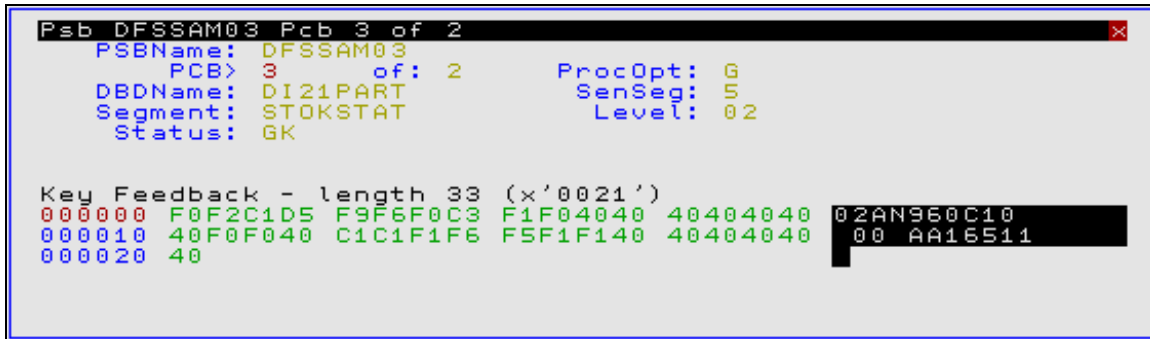 Psb DFSSAM03 Pcb 3 of 2 x
PSBName: DFSSAM03
PCB> 3 of: 2 ProcOpt: G
DBDName: DI21PART SenSeg: 5
Segment: STOKSTAT Level: 02
Status: GK
Key Feedback - length 33 (x'0021')
000000 F0F2C1D5 F9F6F0C3 F1F04040 40404040 02AN960C10
000010 40F0F040 C1C1F1F6 F5F1F140 40404040 00 AA16511
000020 40